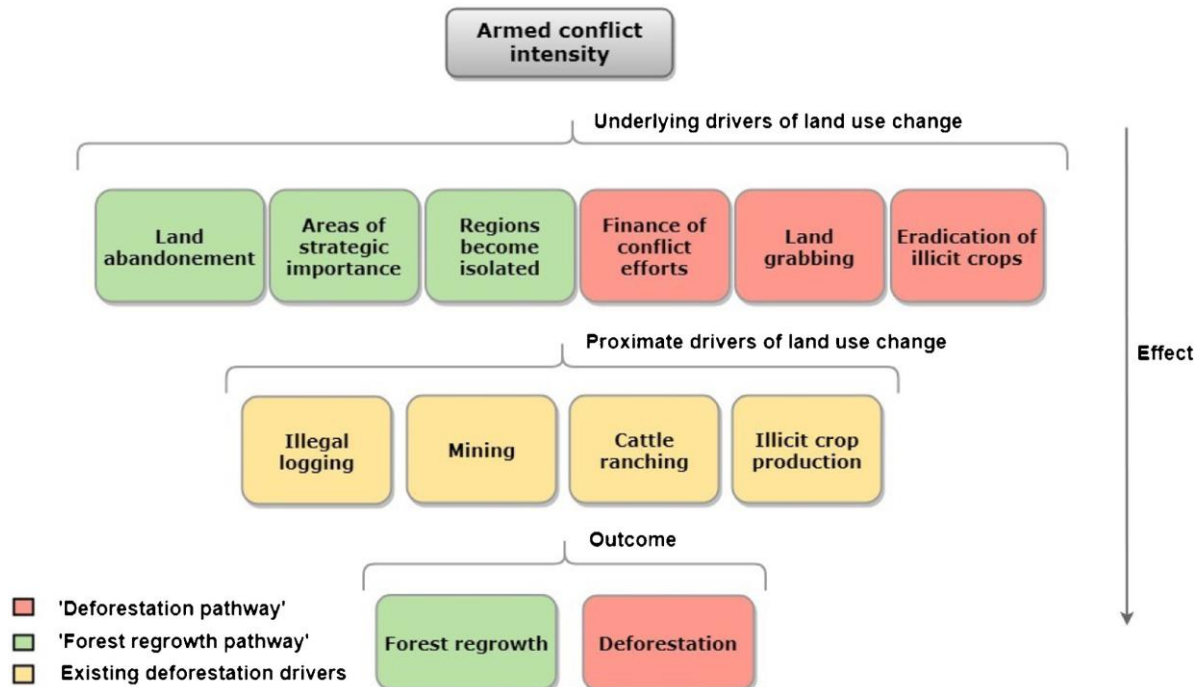 Armed conflict
intensity
Underlying drivers of land use change
Land
abandonement
Areas of
strategic
importance
Regions
become
isolated
Finance of
conflict
efforts
Land
grabbing
Eradication of
illicit crops
Proximate drivers of land use change
Effect
Illegal
logging
Mining
Cattle
ranching
Illicit crop
production
Outcome
Forest regrowth
Deforestation
'Deforestation pathway'
'Forest regrowth pathway'
Existing deforestation drivers